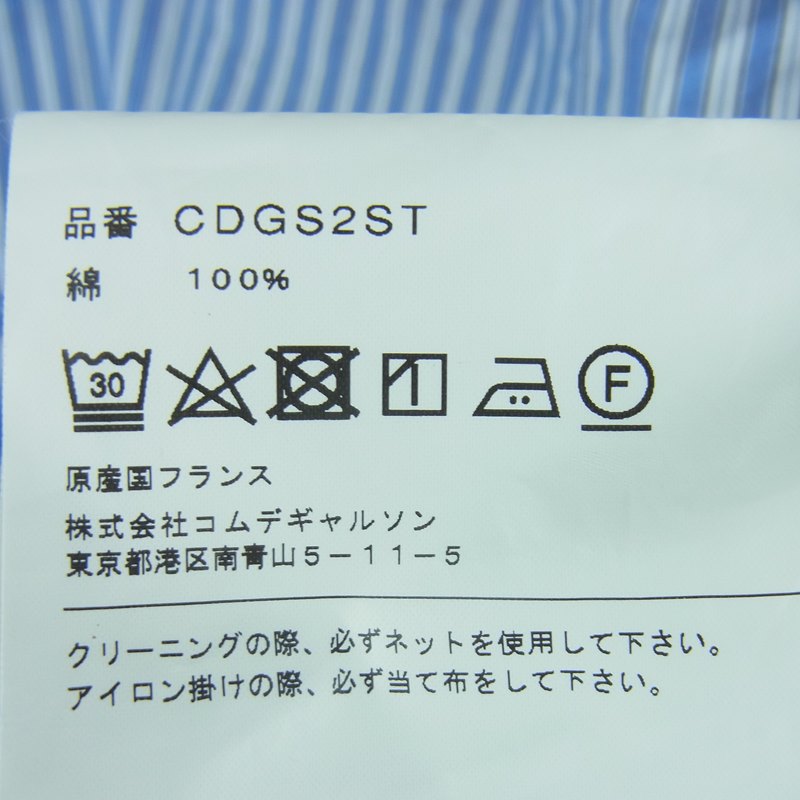 品番 CDGS2ST
綿 100%
30 F
原産国フランス
株式会社コムデギャルソン
東京都港区南青山5-11-5
クリーニングの際、必ずネットを使用して下さい。
アイロン掛けの際、必ず当て布をして下さい。